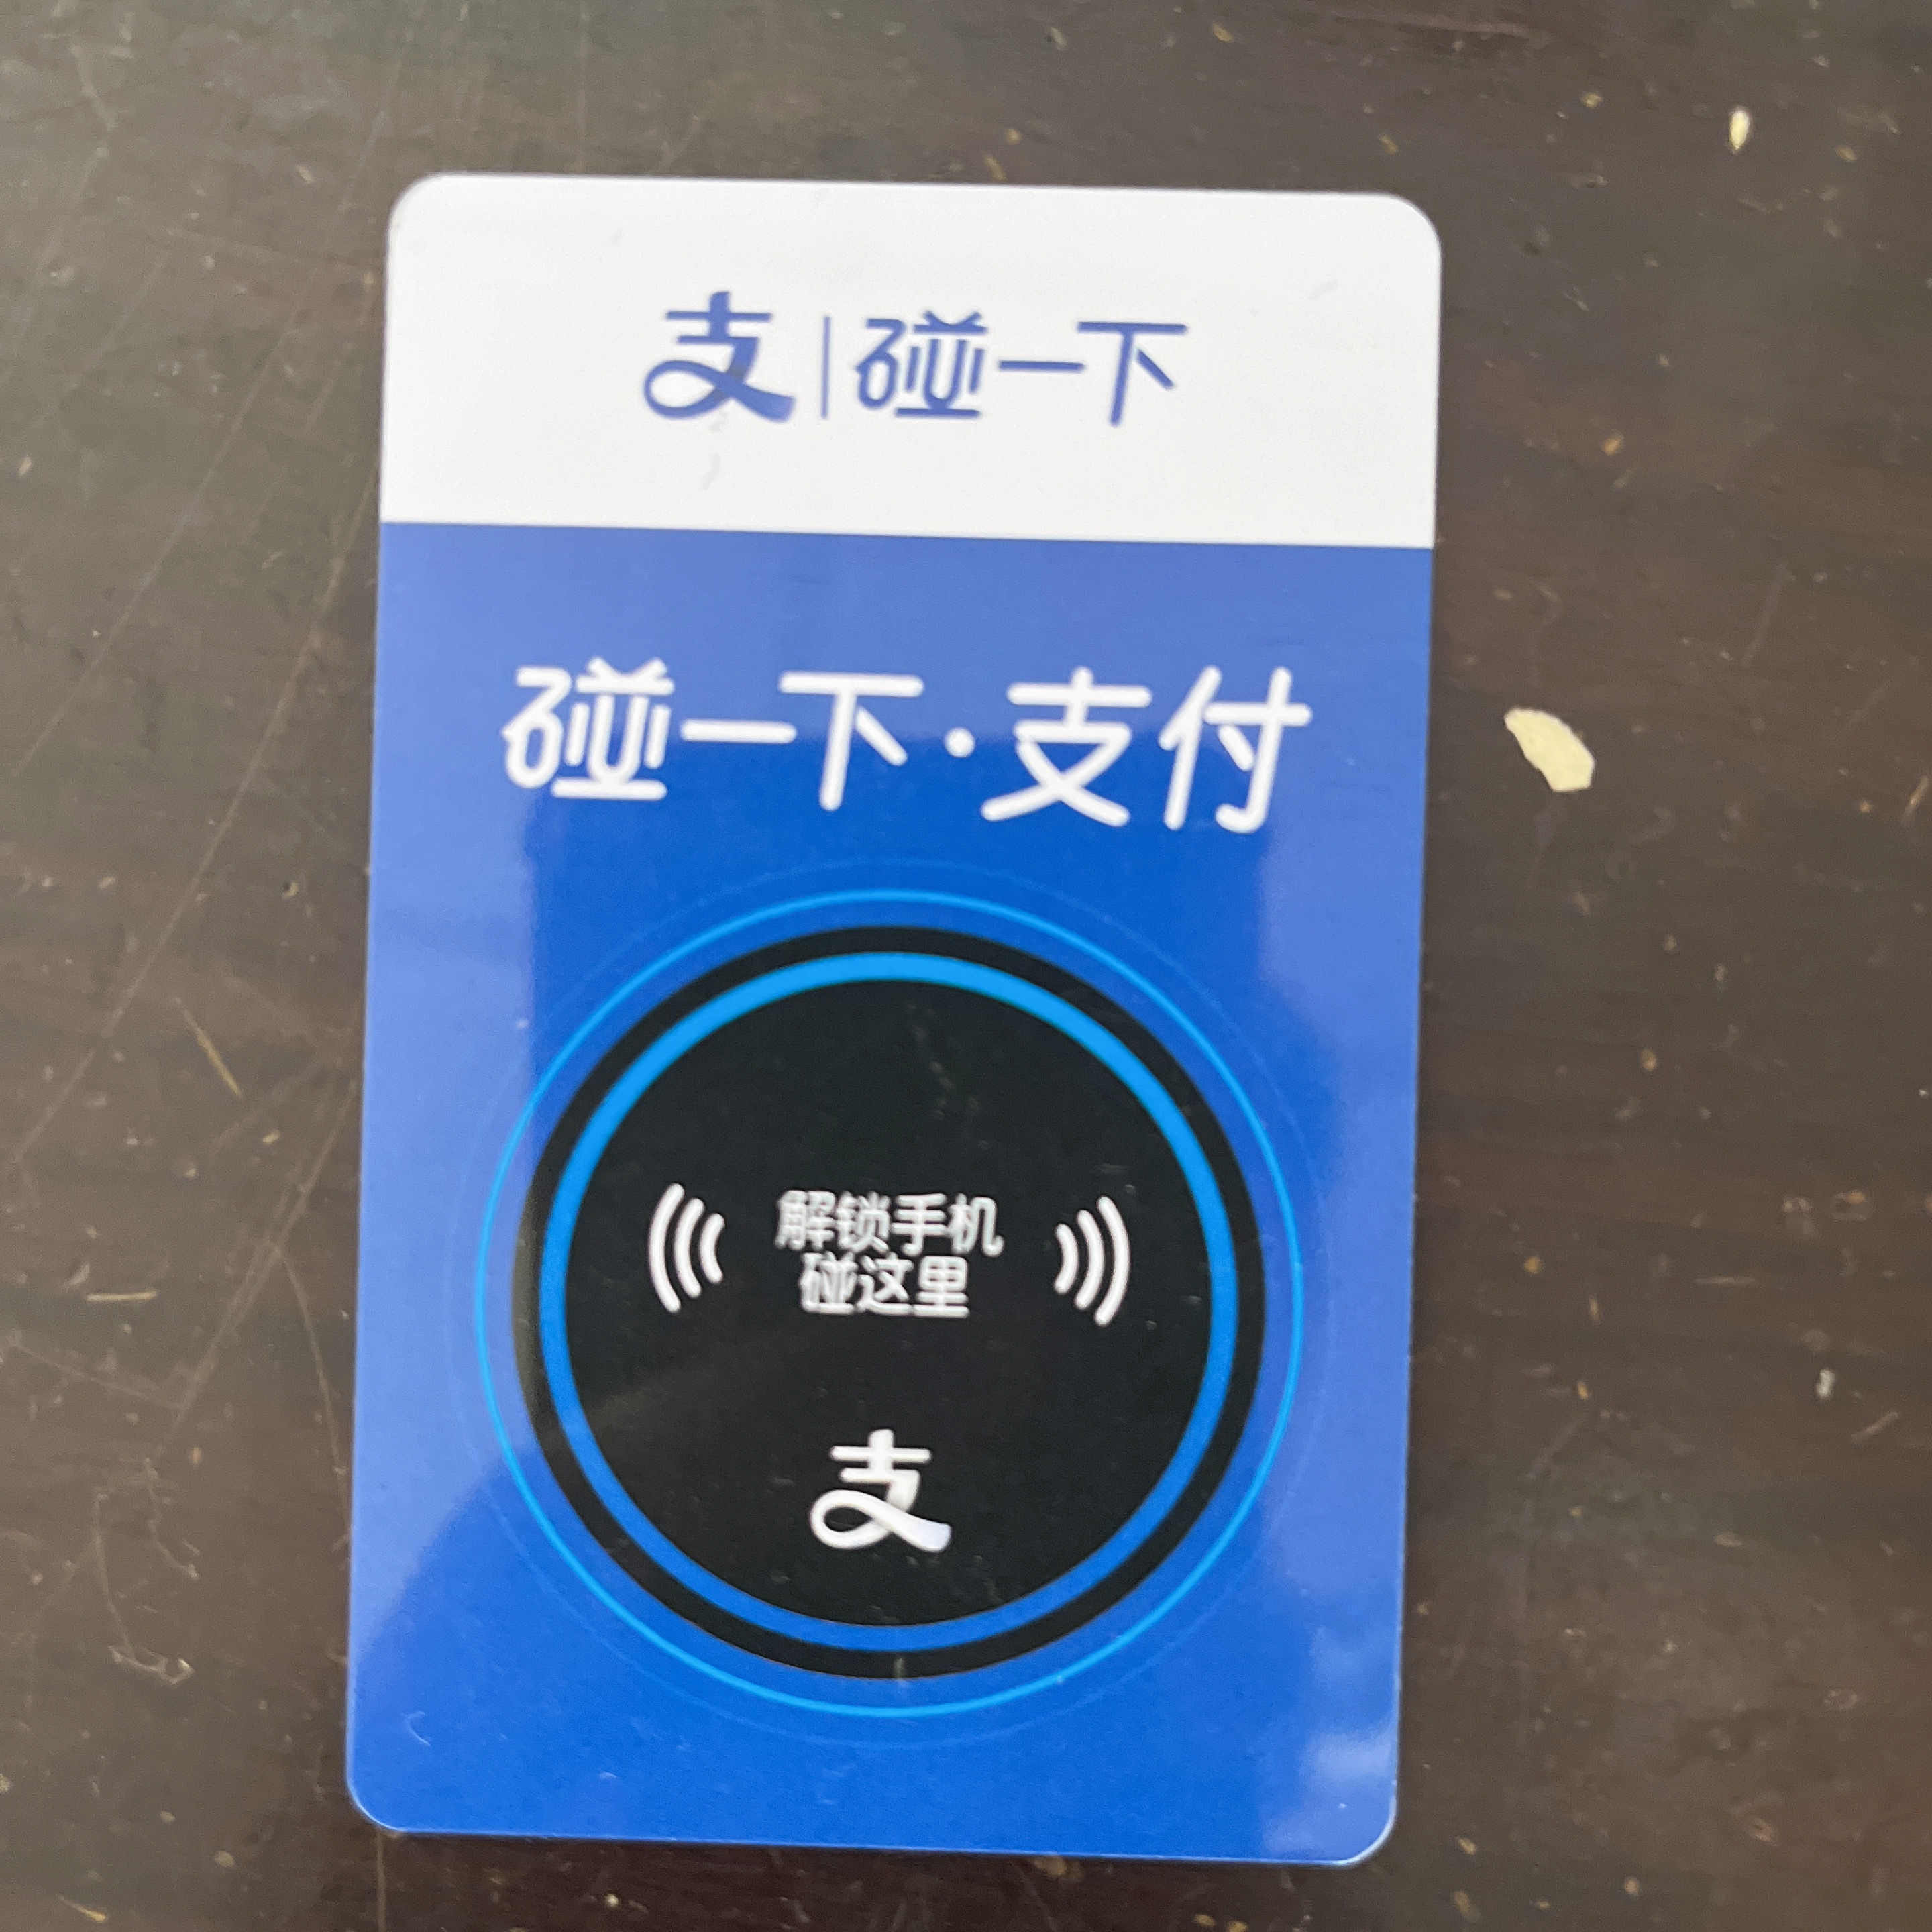 支|碰一下
碰一下·支付
解锁手机
碰这里
支